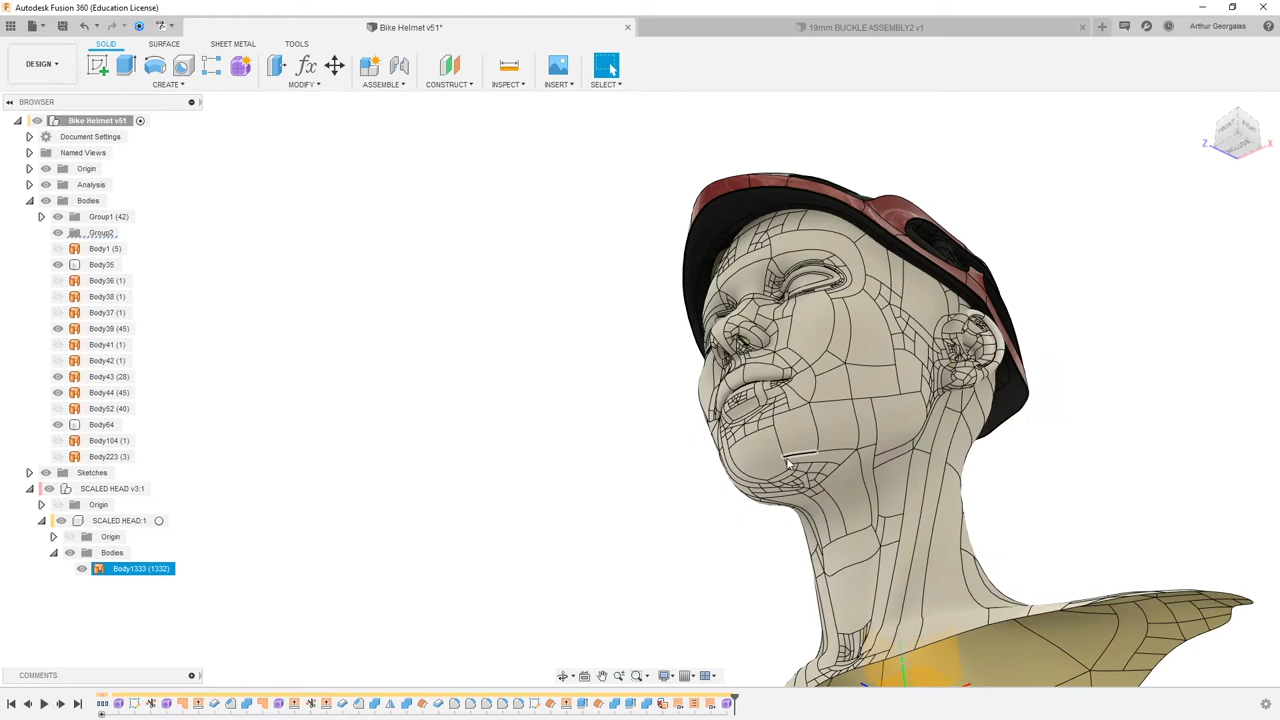 Autodesk Fusion 360 (Education License)
Bike Helmet v51*
19mm BUCKLE ASSEMBLY2 v1
Arthur Georgalas
DESIGN
SOLID SURFACE SHEET METAL TOOLS
CREATE MODIFY ASSEMBLE CONSTRUCT INSPECT INSERT SELECT
BROWSER
Bike Helmet v51
Document Settings
Named Views
Origin
Analysis
Bodies
Group1 (42)
Group2
Body1 (5)
Body35
Body36 (1)
Body38 (1)
Body37 (1)
Body39 (45)
Body41 (1)
Body42 (1)
Body43 (28)
Body44 (45)
Body52 (40)
Body64
Body104 (1)
Body223 (3)
Sketches
SCALED HEAD v3:1
Origin
SCALED HEAD:1
Origin
Bodies
Body1333 (1332)
Z
X
COMMENTS